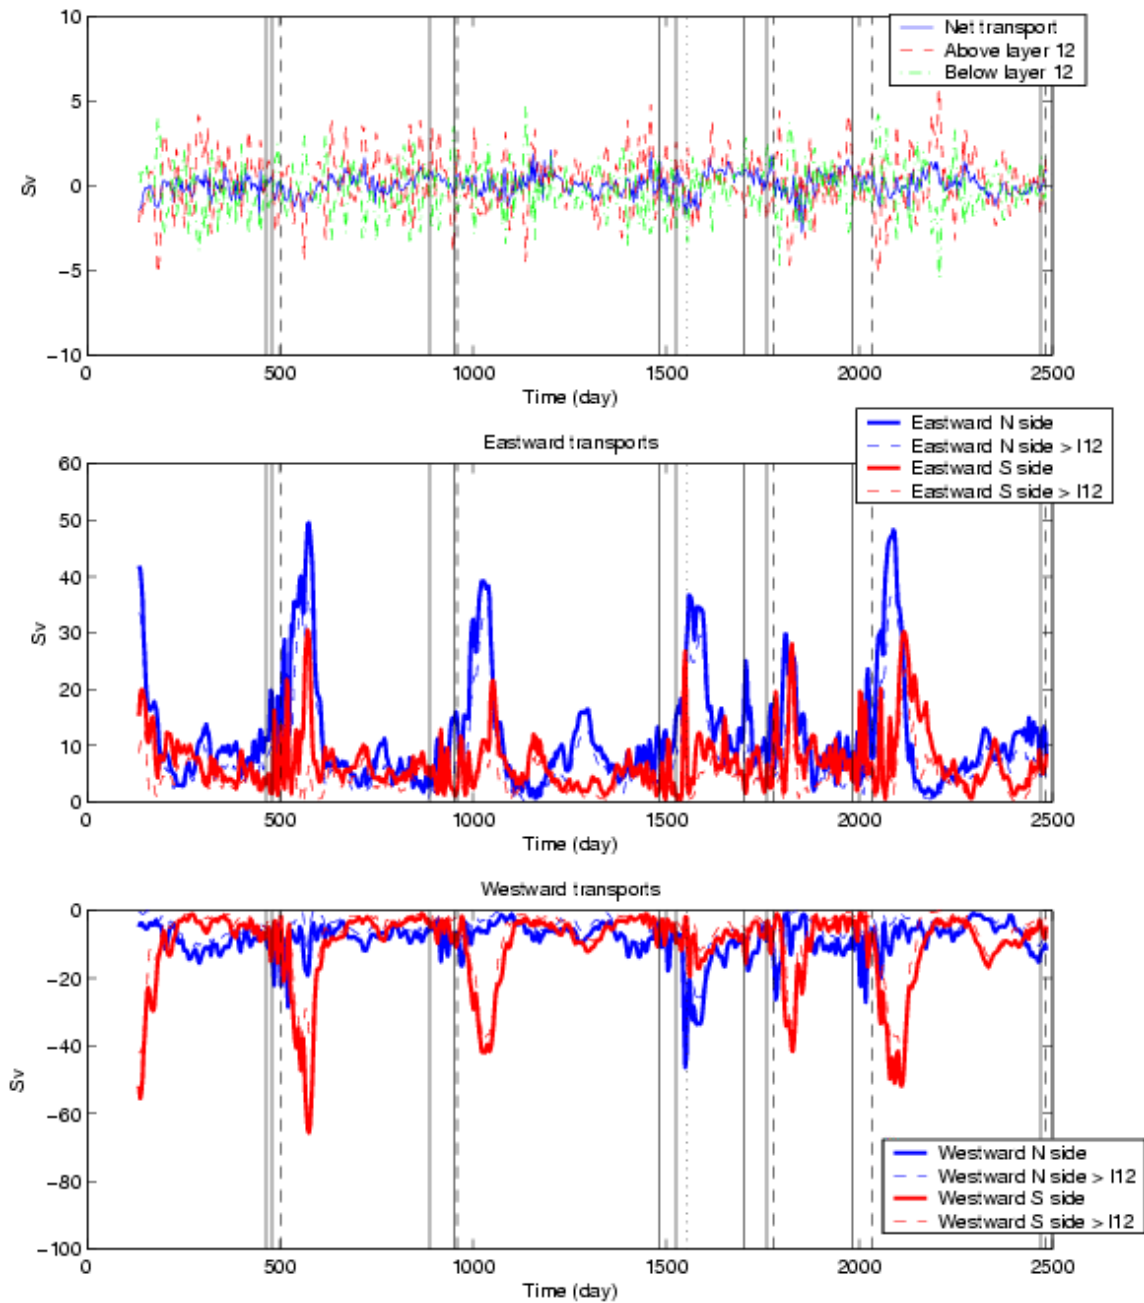 10
5
0
−5
−10
Sv
0
500
1000
1500
2000
2500
Time (day)
Net transport
Above layer 12
Below layer 12
Eastward transports
Eastward N side
Eastward N side > l12
Eastward S side
Eastward S side > l12
60
50
40
30
20
10
0
Sv
0
500
1000
1500
2000
2500
Time (day)
Westward transports
0
−20
−40
−60
−80
−100
Sv
0
500
1000
1500
2000
2500
Time (day)
Westward N side
Westward N side > l12
Westward S side
Westward S side > l12